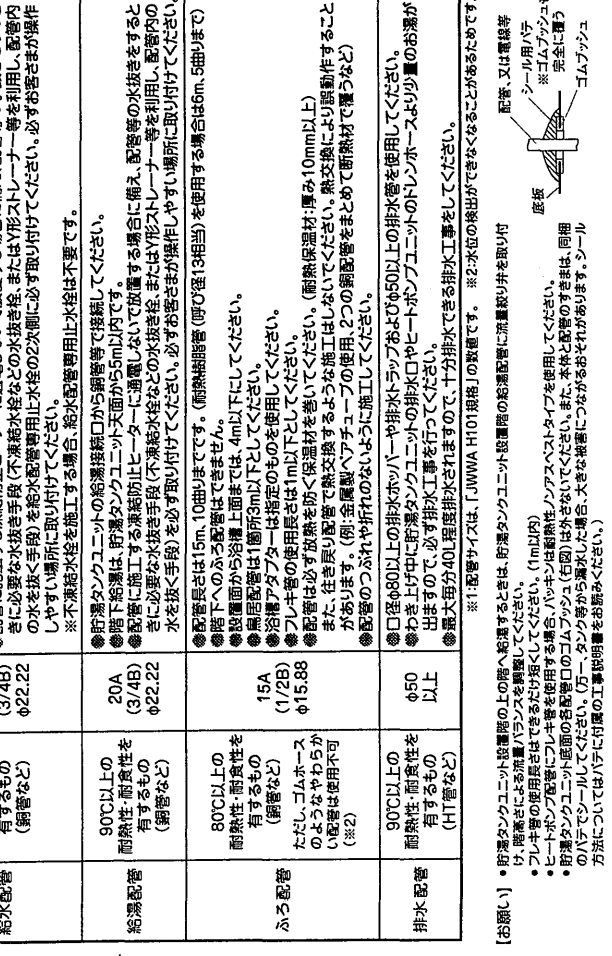 給水配管
有するもの
(銅管など)
(3/4B)
φ22.22
きに必要な水抜き手段(不凍結水栓などの水抜き栓、またはY形ストレーナー等を利用し、配管内
の水を抜く手段)を給水配管専用止水栓の2次側に必ず取り付けてください。必ずお客さまが操作
しやすい場所に取り付けてください。
※不凍結水栓を施工する場合、給水配管専用止水栓は不要です。
給湯配管
90℃以上の
耐熱性・耐食性を
有するもの
(銅管など)
20A
(3/4B)
φ22.22
●貯湯タンクユニットの給湯接続口から銅管等で接続してください。
●階下給湯は、貯湯タンクユニット天面から5m以内です。
●配管に施工する凍結防止ヒーターに通電しないで放置する場合に備え、配管等の水抜きをすると
きに必要な水抜き手段(不凍結水栓などの水抜き栓、またはY形ストレーナー等を利用し、配管内の
水を抜く手段)を必ず取り付けてください。必ずお客さまが操作しやすい場所に取り付けてください。
ふろ配管
80℃以上の
耐熱性・耐食性を
有するもの
(銅管など)
ただし、ゴムホース
のようなやわらか
い配管は使用不可
(※2)
15A
(1/2B)
φ15.88
●配管長さは15m、10曲りまでです。(耐熱樹脂管(呼び径13相当)を使用する場合は6m、5曲りまで)
●階下へのふろ配管はできません。
●設置面から浴槽上面までは、4m以下にしてください。
●鳥居配管は1箇所3m以下としてください。
●浴槽アダプターは指定のものを使用してください。
●フレキ管の使用長さは1m以下としてください。
●配管は必ず放熱を防ぐ保温材を巻いてください。(耐熱保温材:厚み10mm以上)
また、往き戻り配管で熱交換するような施工はしないでください。熱交換により誤動作すること
があります。(例:金属製ペアチューブの使用、2つの銅配管をまとめて断熱材で覆うなど)
●配管のつぶれや折れのないように施工してください。
排水配管
90℃以上の
耐熱性・耐食性を
有するもの
(HT管など)
φ50
以上
●口径φ80以上の排水ホッパーや排水トラップおよびφ50以上の排水管を使用してください。
●わき上げ中に貯湯タンクユニットの排水口やヒートポンプユニットのドレンホースより少量のお湯が
出ますので、必ず排水工事を行ってください。
●最大毎分40L程度排水されますので、十分排水できる排水工事をしてください。
※1:配管サイズは、「JWWA H101規格」の数値です。 ※2:水位の検出ができなくなることがあるためです。
【お願い】
•貯湯タンクユニット設置階の上の階へ給湯するときは、貯湯タンクユニット設置階の給湯配管に流量絞り弁を取り付
け、階高さによる流量バランスを調整してください。
•フレキ管の使用長さはできるだけ短くしてください。(1m以内)
•ヒートポンプ配管にフレキ管を使用する場合、パッキンは耐熱性ノンアスベストタイプを使用してください。
•貯湯タンクユニット底面の各配管口のゴムブッシュ(右図)は外さないでください。また、本体と配管のすきまは、同梱
のパテでシールしてください。(万一、タンク等から漏水した場合、大きな被害につながるおそれがあります。シール
方法についてはパテに付属の工事説明書をお読みください。)
配管、又は電線等
シール用パテ
※ゴムブッシュを
完全に覆う
ゴムブッシュ
底板